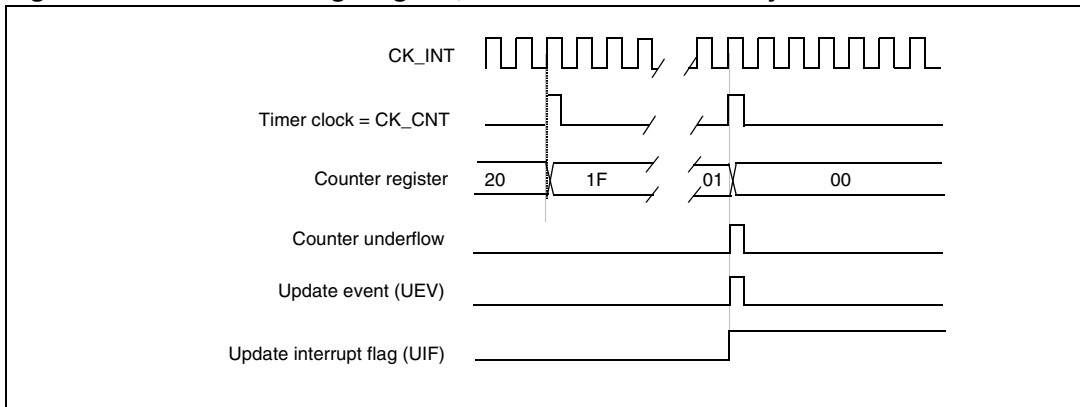 CK_INT
Timer clock = CK_CNT
Counter register 20 1F 01 00
Counter underflow
Update event (UEV)
Update interrupt flag (UIF)